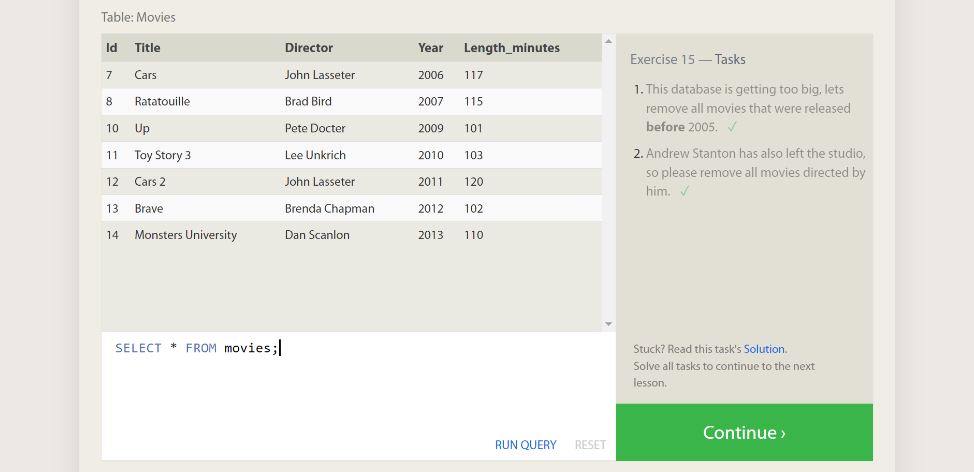 Table: Movies
Id Title Director Year Length_minutes
7 Cars John Lasseter 2006 117
8 Ratatouille Brad Bird 2007 115
10 Up Pete Docter 2009 101
11 Toy Story 3 Lee Unkrich 2010 103
12 Cars 2 John Lasseter 2011 120
13 Brave Brenda Chapman 2012 102
14 Monsters University Dan Scanlon 2013 110
SELECT * FROM movies;
RUN QUERY RESET
Exercise 15 — Tasks
1. This database is getting too big, lets
remove all movies that were released
before 2005. ✓
2. Andrew Stanton has also left the studio,
so please remove all movies directed by
him. ✓
Stuck? Read this task's Solution.
Solve all tasks to continue to the next
lesson.
Continue ›